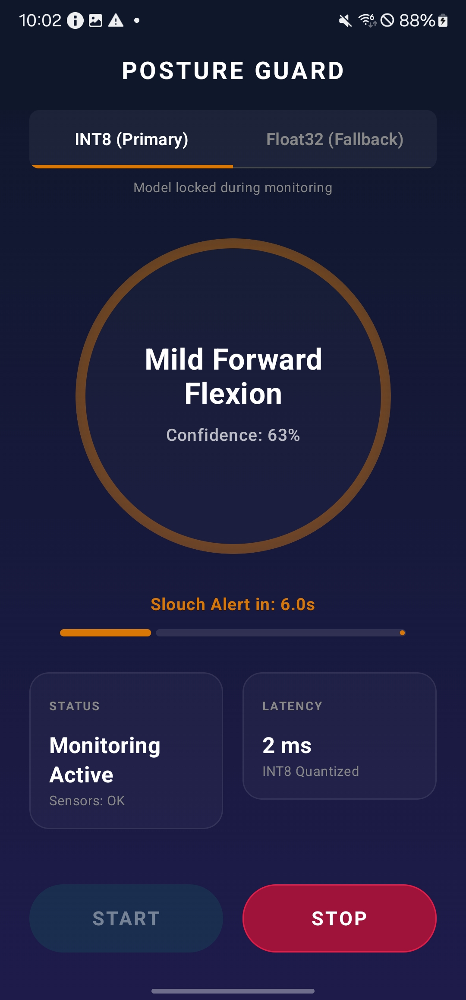 10:02 88%
POSTURE GUARD
INT8 (Primary) Float32 (Fallback)
Model locked during monitoring
Mild Forward
Flexion
Confidence: 63%
Slouch Alert in: 6.0s
STATUS
Monitoring
Active
Sensors: OK
LATENCY
2 ms
INT8 Quantized
START STOP